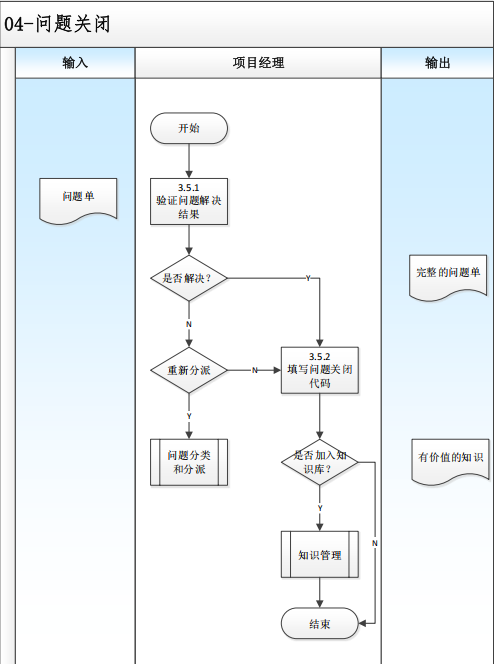 04-问题关闭
输入
项目经理
输出
开始
问题单
3.5.1
验证问题解决
结果
是否解决？
Y
完整的问题单
N
重新分派
N
3.5.2
填写问题关闭
代码
Y
问题分类
和分派
是否加入知
识库？
有价值的知识
Y
N
知识管理
结束